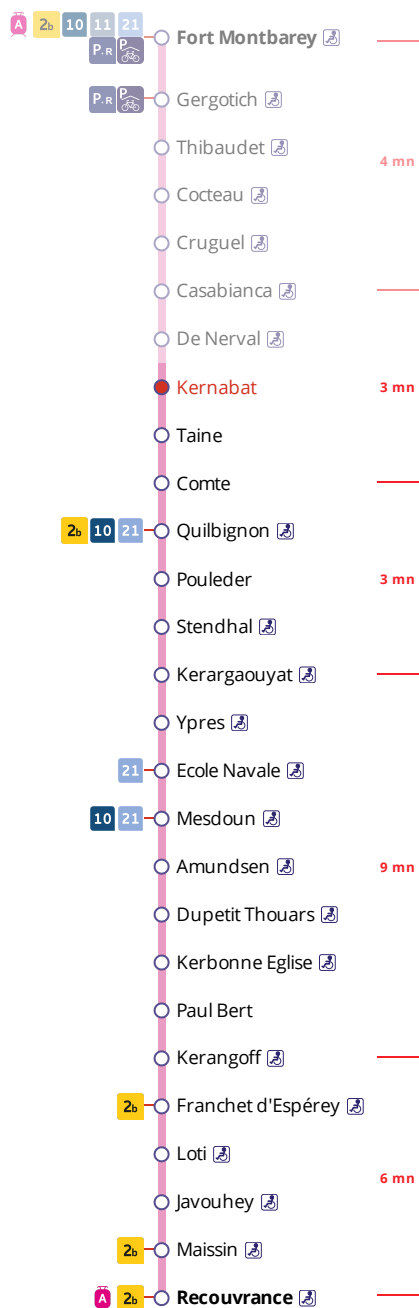 A 2b 10 11 21
Fort Montbarey
P+R P
P+R P
Gergotich
Thibaudet
4 mn
Cocteau
Cruguel
Casabianca
De Nerval
Kernabat
3 mn
Taine
Comte
2b 10 21
Quilbignon
Pouleder
3 mn
Stendhal
Kerargaouyat
Ypres
21
Ecole Navale
10 21
Mesdoun
Amundsen
9 mn
Dupetit Thouars
Kerbonne Eglise
Paul Bert
Kerangoff
2b
Franchet d'Espérey
Loti
6 mn
Javouhey
2b
Maissin
A 2b
Recouvrance